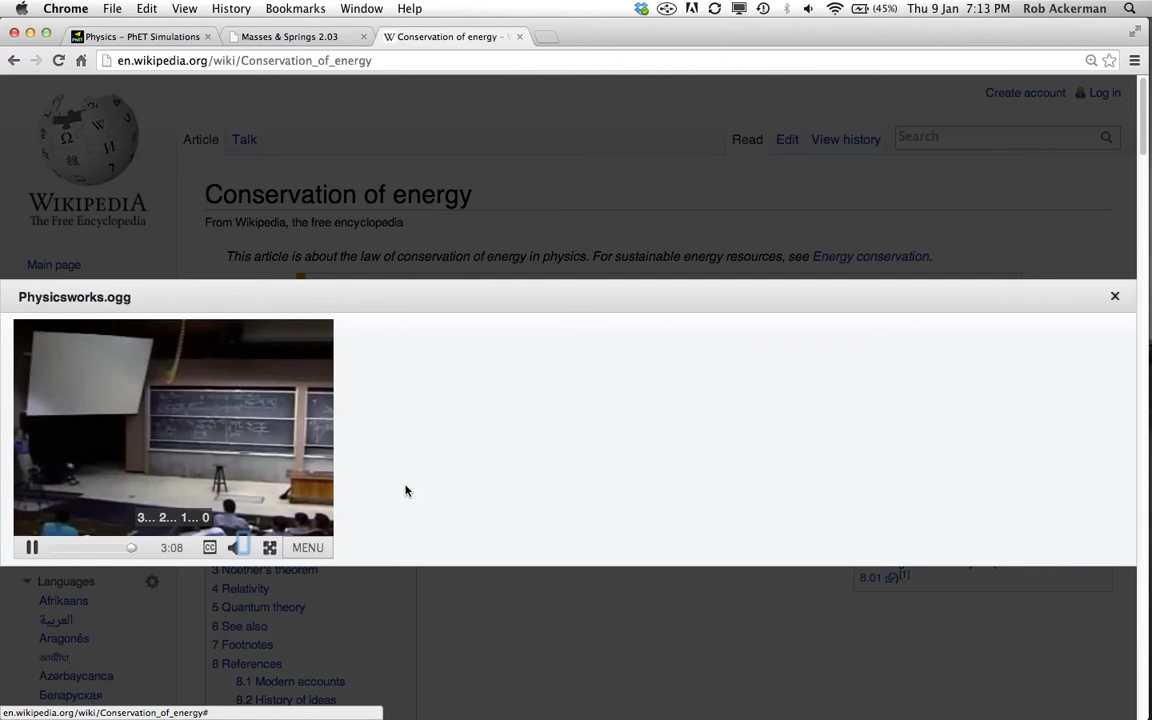 Chrome File Edit View History Bookmarks Window Help (45%) Thu 9 Jan 7:13 PM Rob Ackerman
Physics – PhET Simulations × Masses & Springs 2.03 × Conservation of energy – ×
en.wikipedia.org/wiki/Conservation_of_energy
Create account Log in
Article Talk Read Edit View history Search
WIKIPEDIA
The Free Encyclopedia
Conservation of energy
From Wikipedia, the free encyclopedia
This article is about the law of conservation of energy in physics. For sustainable energy resources, see Energy conservation.
Main page
Physicsworks.ogg ×
3... 2... 1... 0
3:08 CC MENU
3 Noether's theorem
8.01 [1]
Languages
4 Relativity
Afrikaans
5 Quantum theory
العربية
6 See also
Aragonés
7 Footnotes
অসমীয়া
8 References
Azərbaycanca
8.1 Modern accounts
Беларуская
8.2 History of ideas
en.wikipedia.org/wiki/Conservation_of_energy#